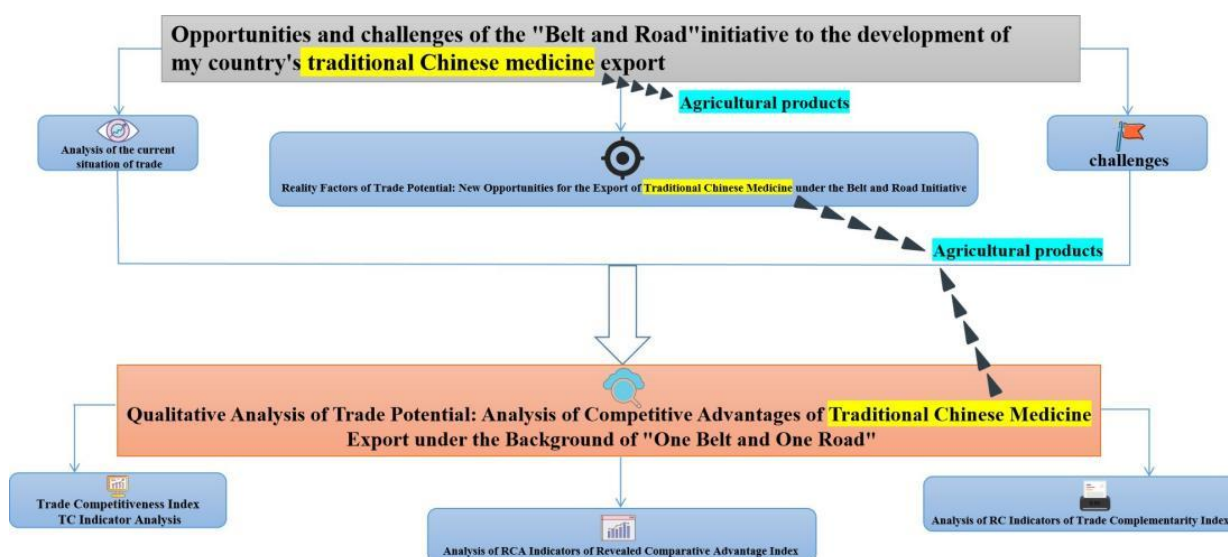 Opportunities and challenges of the "Belt and Road"initiative to the development of
my country's traditional Chinese medicine export
Agricultural products
Analysis of the current
situation of trade
Reality Factors of Trade Potential: New Opportunities for the Export of Traditional Chinese Medicine under the Belt and Road Initiative
challenges
Agricultural products
Qualitative Analysis of Trade Potential: Analysis of Competitive Advantages of Traditional Chinese Medicine
Export under the Background of "One Belt and One Road"
Trade Competitiveness Index
TC Indicator Analysis
Analysis of RCA Indicators of Revealed Comparative Advantage Index
Analysis of RC Indicators of Trade Complementarity Index